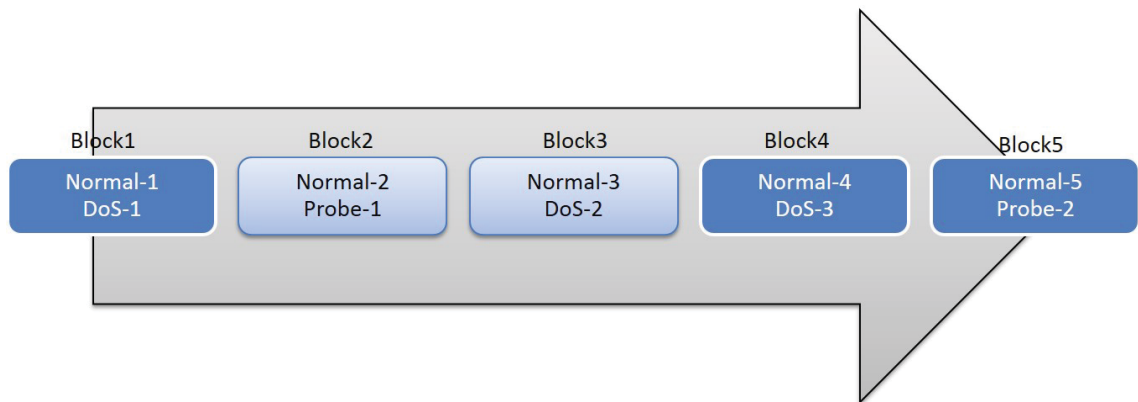 Block1
Normal-1
DoS-1
Block2
Normal-2
Probe-1
Block3
Normal-3
DoS-2
Block4
Normal-4
DoS-3
Block5
Normal-5
Probe-2